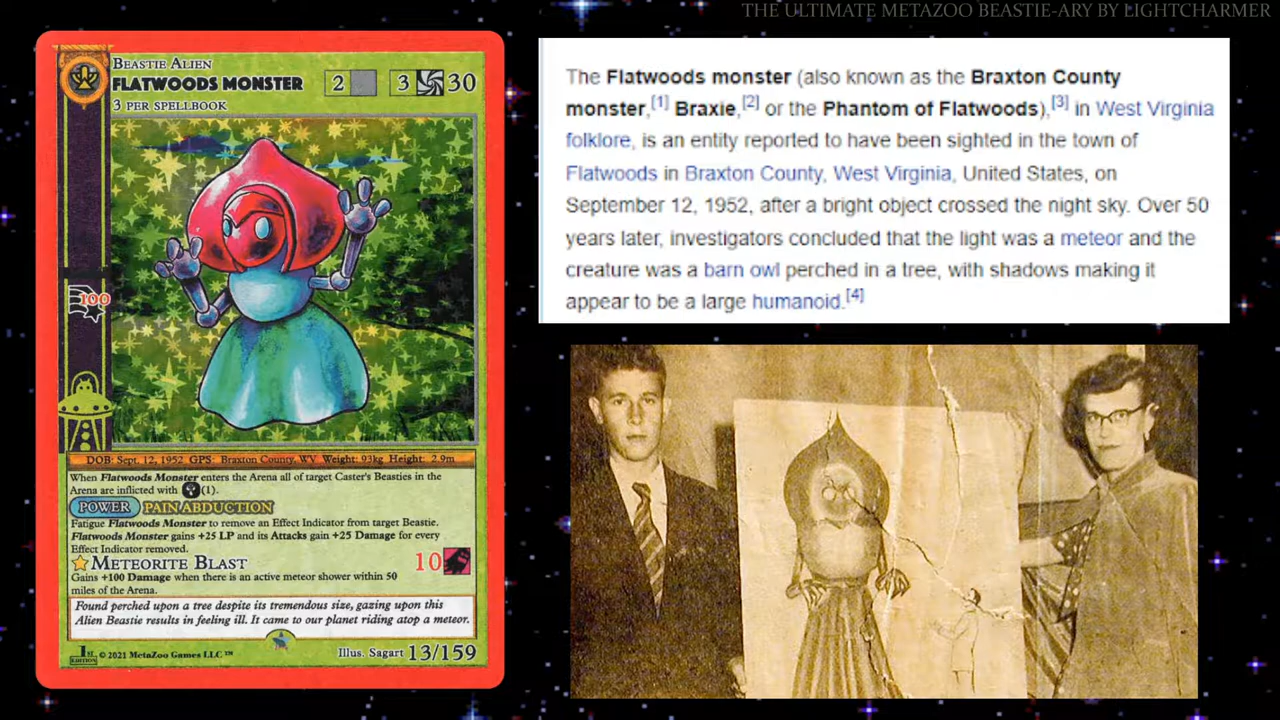 THE ULTIMATE METAZOO BEASTIE-ARY BY LIGHTCHARMER
BEASTIE ALIEN
FLATWOODS MONSTER
2 3 30
3 PER SPELLBOOK
100
DOB: Sept. 12, 1952 GPS: Braxton County, WV Weight: 93kg Height: 2.9m
When Flatwoods Monster enters the Arena all of target Caster's Beasties in the
Arena are inflicted with (1).
POWER PAIN ABDUCTION
Fatigue Flatwoods Monster to remove an Effect Indicator from target Beastie.
Flatwoods Monster gains +25 LP and its Attacks gain +25 Damage for every
Effect Indicator removed.
METEORITE BLAST 10
Gains +100 Damage when there is an active meteor shower within 50
miles of the Arena.
Found perched upon a tree despite its tremendous size, gazing upon this
Alien Beastie results in feeling ill. It came to our planet riding atop a meteor.
1st EDITION © 2021 MetaZoo Games LLC™ Illus. Sagart 13/159
The Flatwoods monster (also known as the Braxton County
monster,[1] Braxie,[2] or the Phantom of Flatwoods),[3] in West Virginia
folklore, is an entity reported to have been sighted in the town of
Flatwoods in Braxton County, West Virginia, United States, on
September 12, 1952, after a bright object crossed the night sky. Over 50
years later, investigators concluded that the light was a meteor and the
creature was a barn owl perched in a tree, with shadows making it
appear to be a large humanoid.[4]